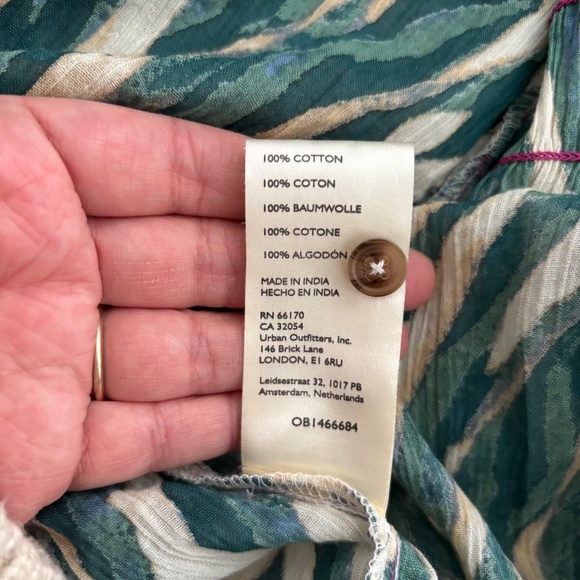 100% COTTON
100% COTON
100% BAUMWOLLE
100% COTONE
100% ALGODÓN
MADE IN INDIA
HECHO EN INDIA
RN 66170
CA 32054
Urban Outfitters, Inc.
146 Brick Lane
LONDON, E1 6RU
Leidsestraat 32, 1017 PB
Amsterdam, Netherlands
OB1466684